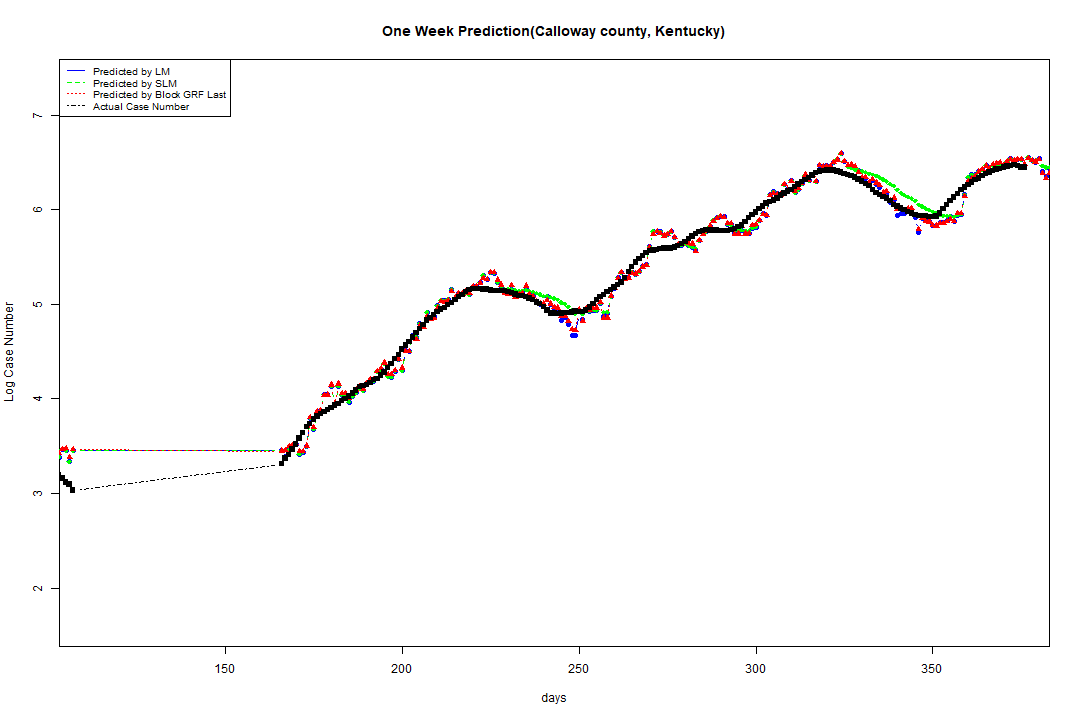 One Week Prediction(Calloway county, Kentucky)
Predicted by LM
Predicted by SLM
Predicted by Block GRF Last
Actual Case Number
7
6
5
4
3
2
Log Case Number
150 200 250 300 350
days